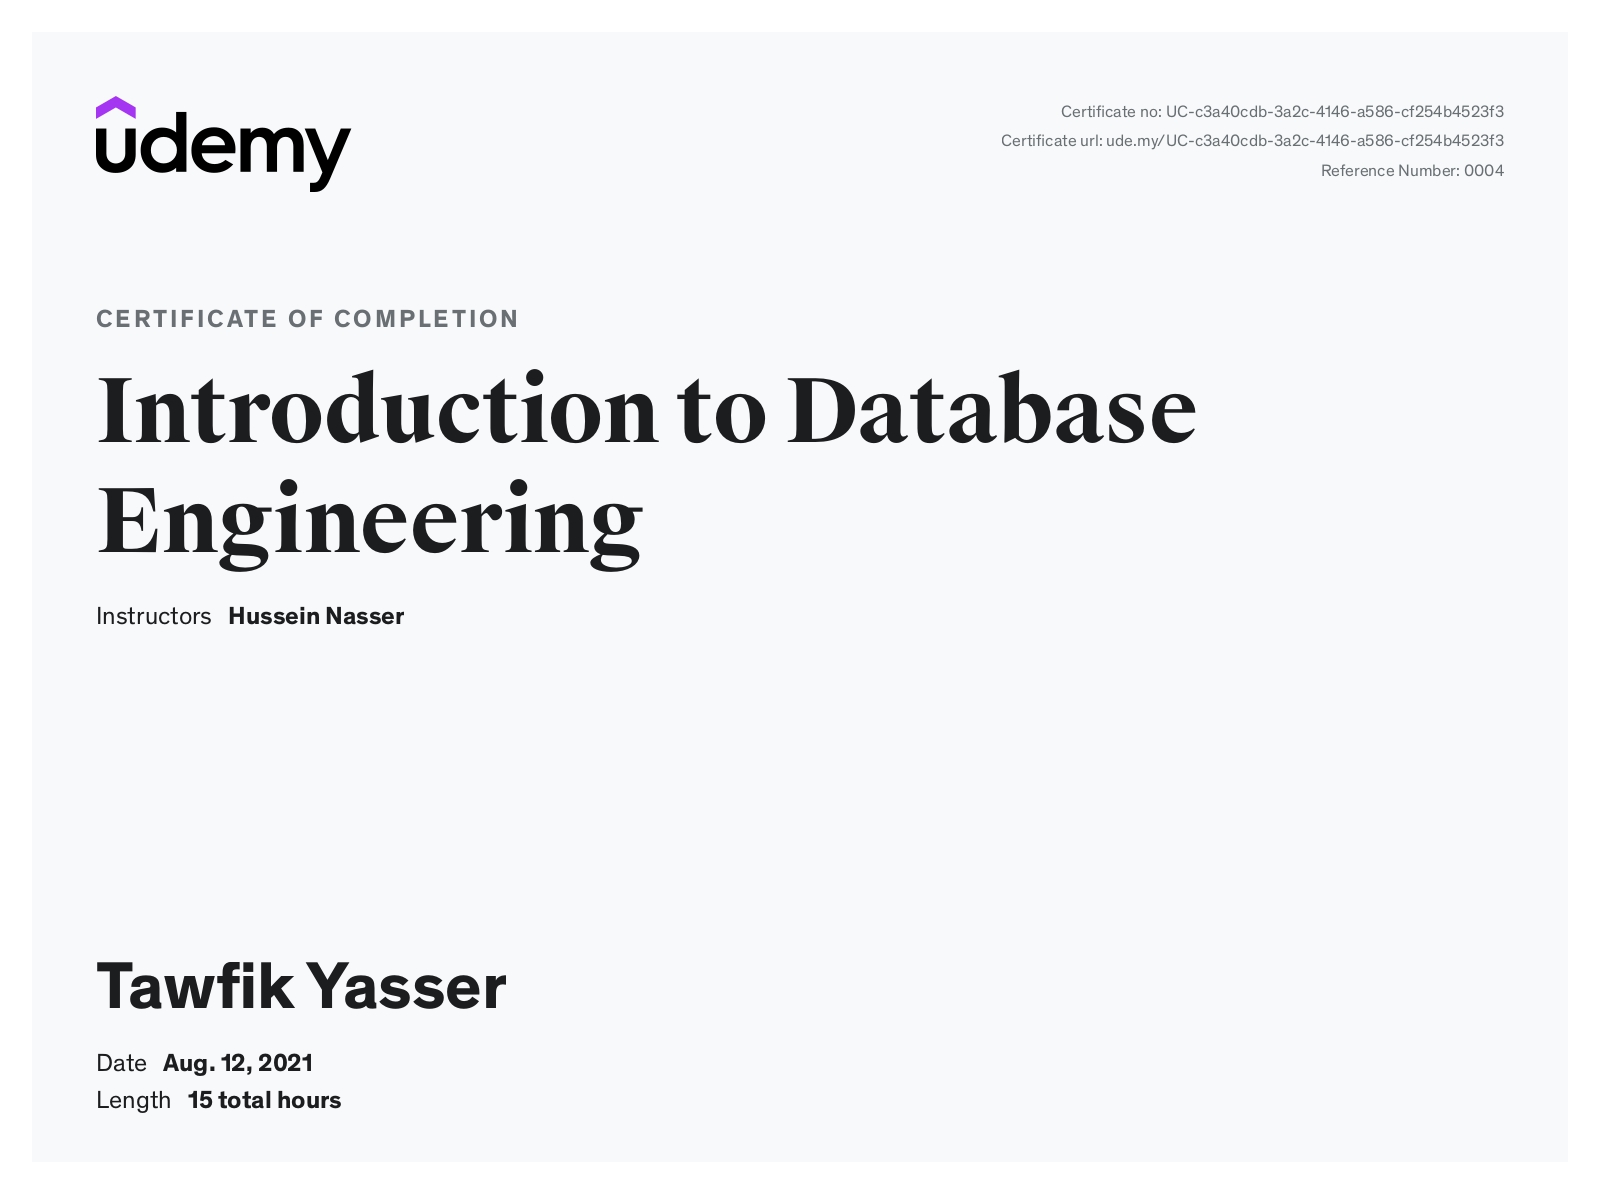 udemy
Certificate no: UC-c3a40cdb-3a2c-4146-a586-cf254b4523f3
Certificate url: ude.my/UC-c3a40cdb-3a2c-4146-a586-cf254b4523f3
Reference Number: 0004
CERTIFICATE OF COMPLETION
Introduction to Database
Engineering
Instructors Hussein Nasser
Tawfik Yasser
Date Aug. 12, 2021
Length 15 total hours